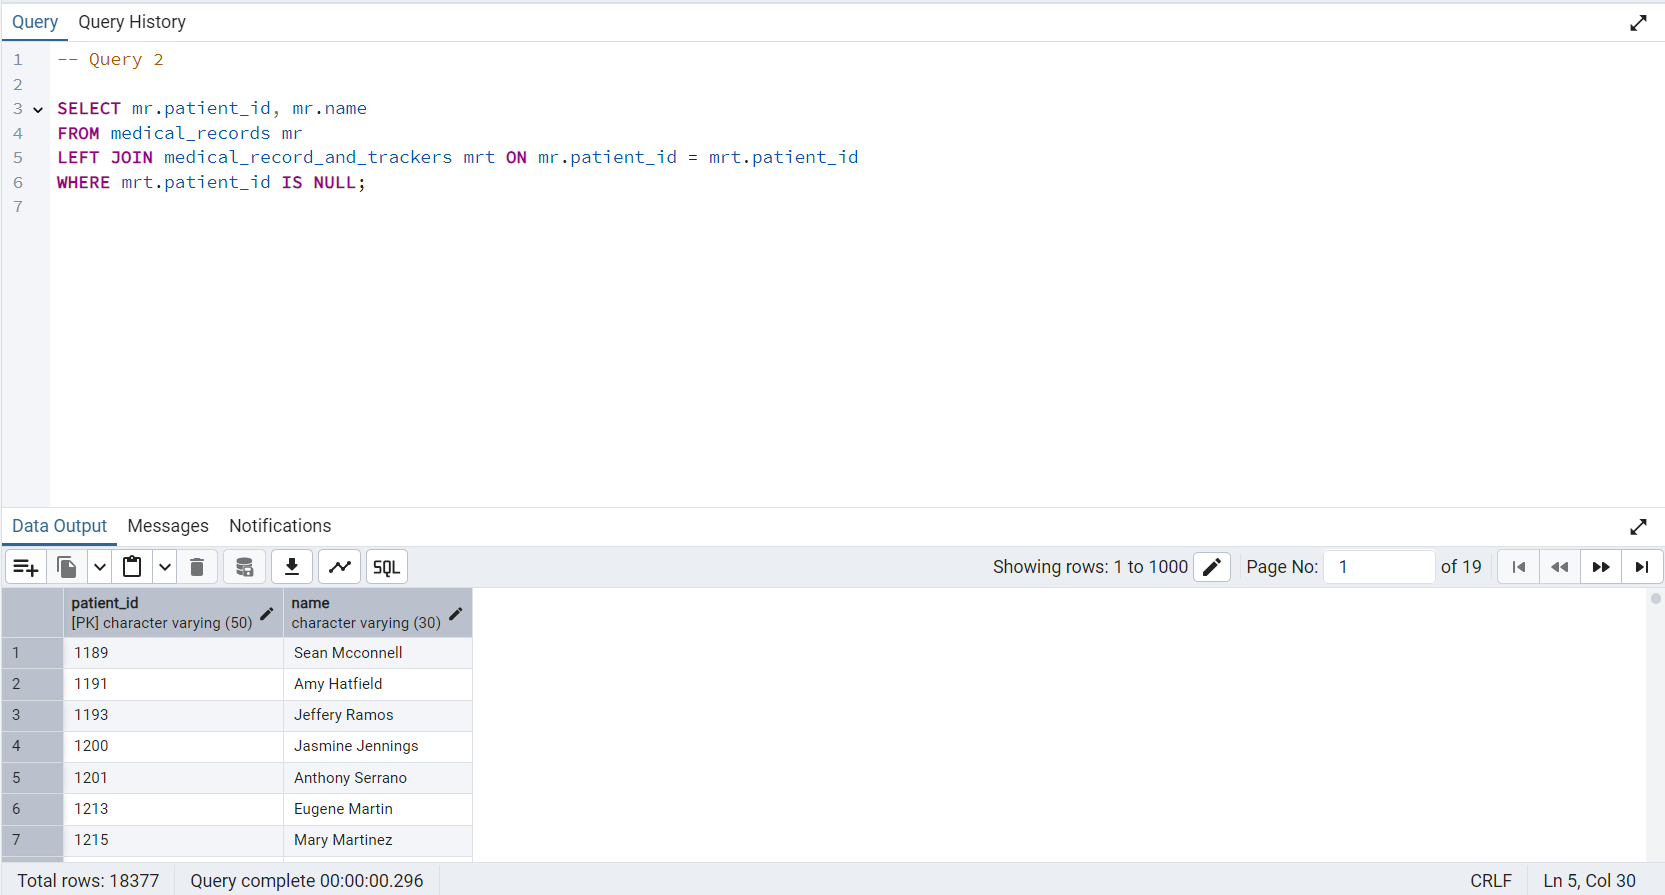 Query Query History
1 -- Query 2
2
3 SELECT mr.patient_id, mr.name
4 FROM medical_records mr
5 LEFT JOIN medical_record_and_trackers mrt ON mr.patient_id = mrt.patient_id
6 WHERE mrt.patient_id IS NULL;
7
Data Output Messages Notifications
SQL Showing rows: 1 to 1000 Page No: 1 of 19
patient_id name
[PK] character varying (50) character varying (30)
1 1189 Sean Mcconnell
2 1191 Amy Hatfield
3 1193 Jeffery Ramos
4 1200 Jasmine Jennings
5 1201 Anthony Serrano
6 1213 Eugene Martin
7 1215 Mary Martinez
Total rows: 18377 Query complete 00:00:00.296 CRLF Ln 5, Col 30